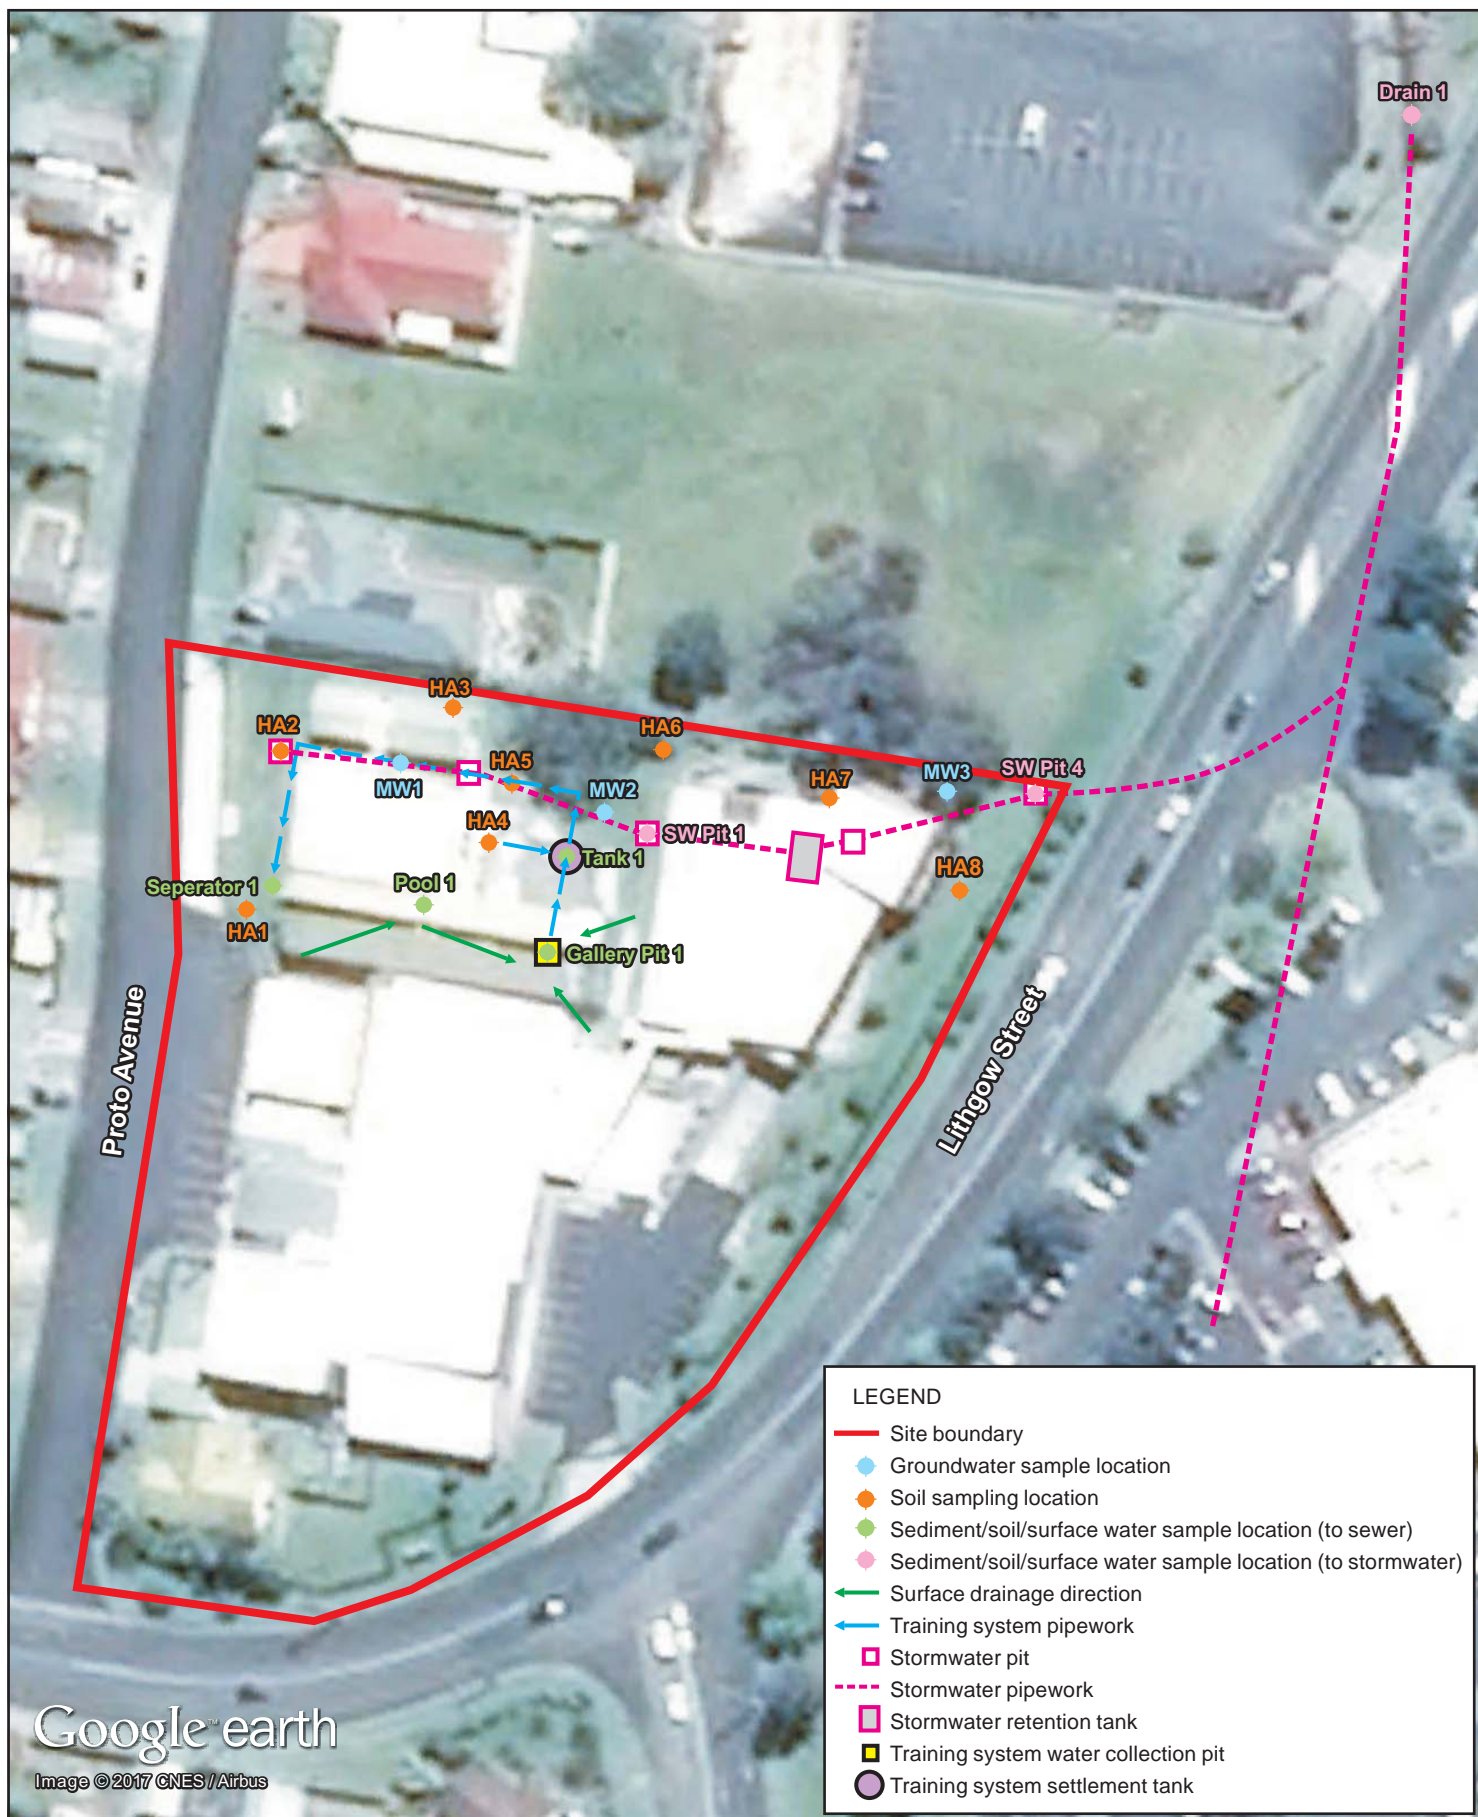 Drain 1
HA3
HA2
HA6
HA5
MW1
MW2
HA7
MW3
SW Pit 4
HA4
SW Pit 1
Tank 1
Seperator 1
Pool 1
HA8
HA1
Gallery Pit 1
Proto Avenue
Lithgow Street
LEGEND
Site boundary
Groundwater sample location
Soil sampling location
Sediment/soil/surface water sample location (to sewer)
Sediment/soil/surface water sample location (to stormwater)
Surface drainage direction
Training system pipework
Stormwater pit
Stormwater pipework
Stormwater retention tank
Training system water collection pit
Training system settlement tank
Google™ earth
Image © 2017 CNES / Airbus